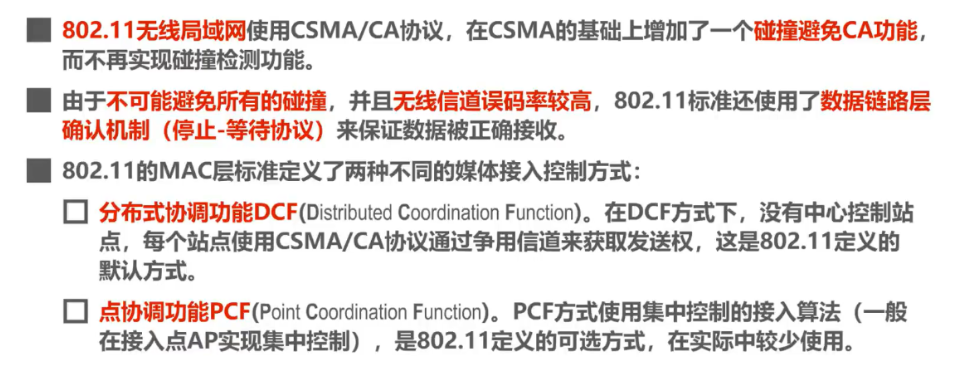 802.11无线局域网使用CSMA/CA协议，在CSMA的基础上增加了一个碰撞避免CA功能，
而不再实现碰撞检测功能。
由于不可能避免所有的碰撞，并且无线信道误码率较高，802.11标准还使用了数据链路层
确认机制（停止-等待协议）来保证数据被正确接收。
802.11的MAC层标准定义了两种不同的媒体接入控制方式：
分布式协调功能DCF(Distributed Coordination Function)。在DCF方式下，没有中心控制站
点，每个站点使用CSMA/CA协议通过争用信道来获取发送权，这是802.11定义的
默认方式。
点协调功能PCF(Point Coordination Function)。PCF方式使用集中控制的接入算法（一般
在接入点AP实现集中控制），是802.11定义的可选方式，在实际中较少使用。